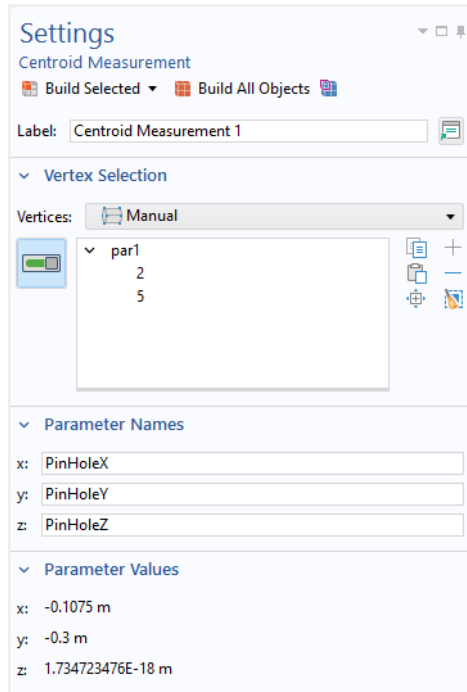 Settings
Centroid Measurement
Build Selected Build All Objects
Label: Centroid Measurement 1
Vertex Selection
Vertices: Manual
par1
2
5
Parameter Names
x: PinHoleX
y: PinHoleY
z: PinHoleZ
Parameter Values
x: -0.1075 m
y: -0.3 m
z: 1.734723476E-18 m